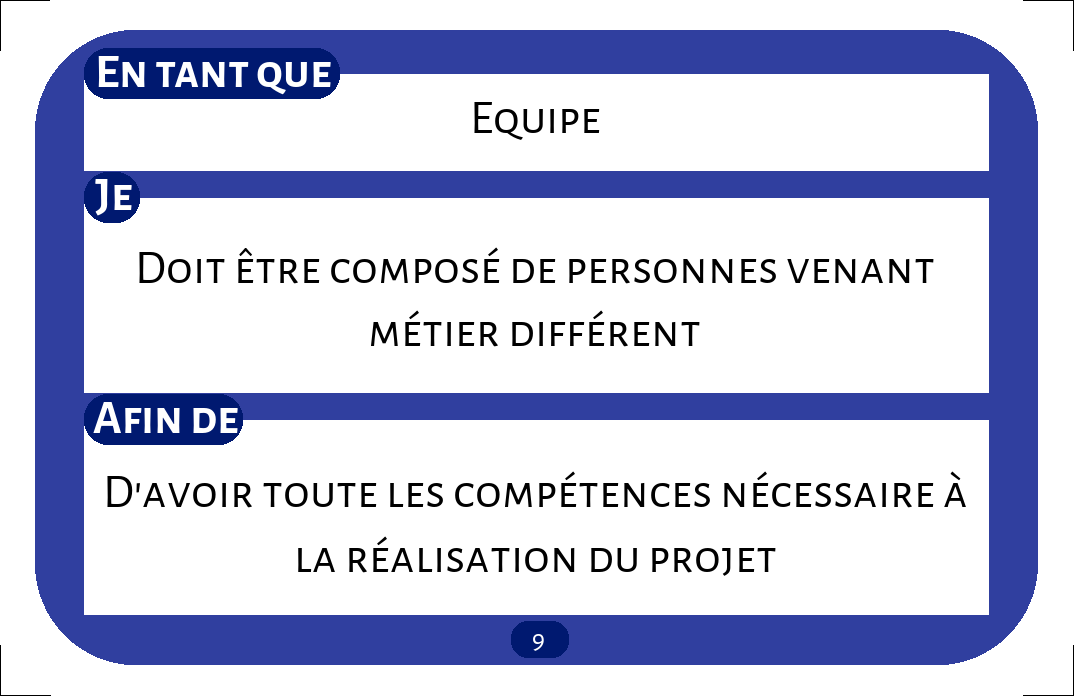 En tant que
Equipe
Je
Doit être composé de personnes venant
métier différent
Afin de
D'avoir toute les compétences nécessaire à
la réalisation du projet
9